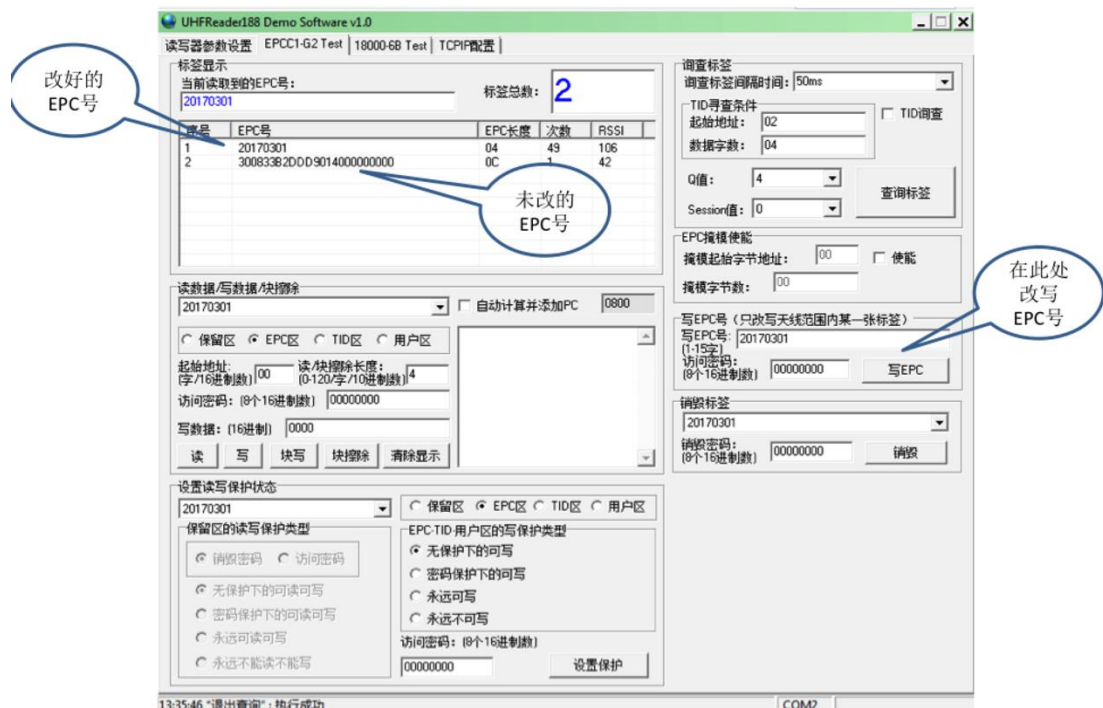 UHFReader188 Demo Software v1.0
读写器参数设置 EPCC1-G2 Test 18000-6B Test TCPIP配置
标签显示
当前读取到的EPC号：
20170301
标签总数：
2
序号 EPC号 EPC长度 次数 RSSI
1 20170301 04 49 106
2 300833B2DDD9014000000000 0C 1 42
改好的
EPC号
未改的
EPC号
询查标签
询查标签间隔时间： 50ms
TID寻查条件
起始地址： 02
数据字数： 04
TID询查
Q值： 4
Session值： 0
查询标签
EPC掩模使能
掩模起始字节地址： 00 使能
掩模字节数： 00
在此处
改写
EPC号
读数据/写数据/块擦除
20170301 自动计算并添加PC 0800
保留区 EPC区 TID区 用户区
起始地址:
(字/16进制数) 00
读/块擦除长度：
(0-120/字/10进制数) 4
访问密码：(8个16进制数) 00000000
写数据：(16进制) 0000
读 写 块写 块擦除 清除显示
写EPC号（只改写天线范围内某一张标签）
写EPC号: 20170301
(1-15字)
访问密码：
(8个16进制数) 00000000 写EPC
销毁标签
20170301
销毁密码：
(8个16进制数) 00000000 销毁
设置读写保护状态
20170301
保留区 EPC区 TID区 用户区
保留区的读写保护类型
销毁密码 访问密码
无保护下的可读可写
密码保护下的可读可写
永远可读可写
永远不能读不能写
EPC·TID·用户区的写保护类型
无保护下的可写
密码保护下的可写
永远可写
永远不可写
访问密码：(8个16进制数)
00000000 设置保护
13:35:46 "退出查询"：执行成功 COM2